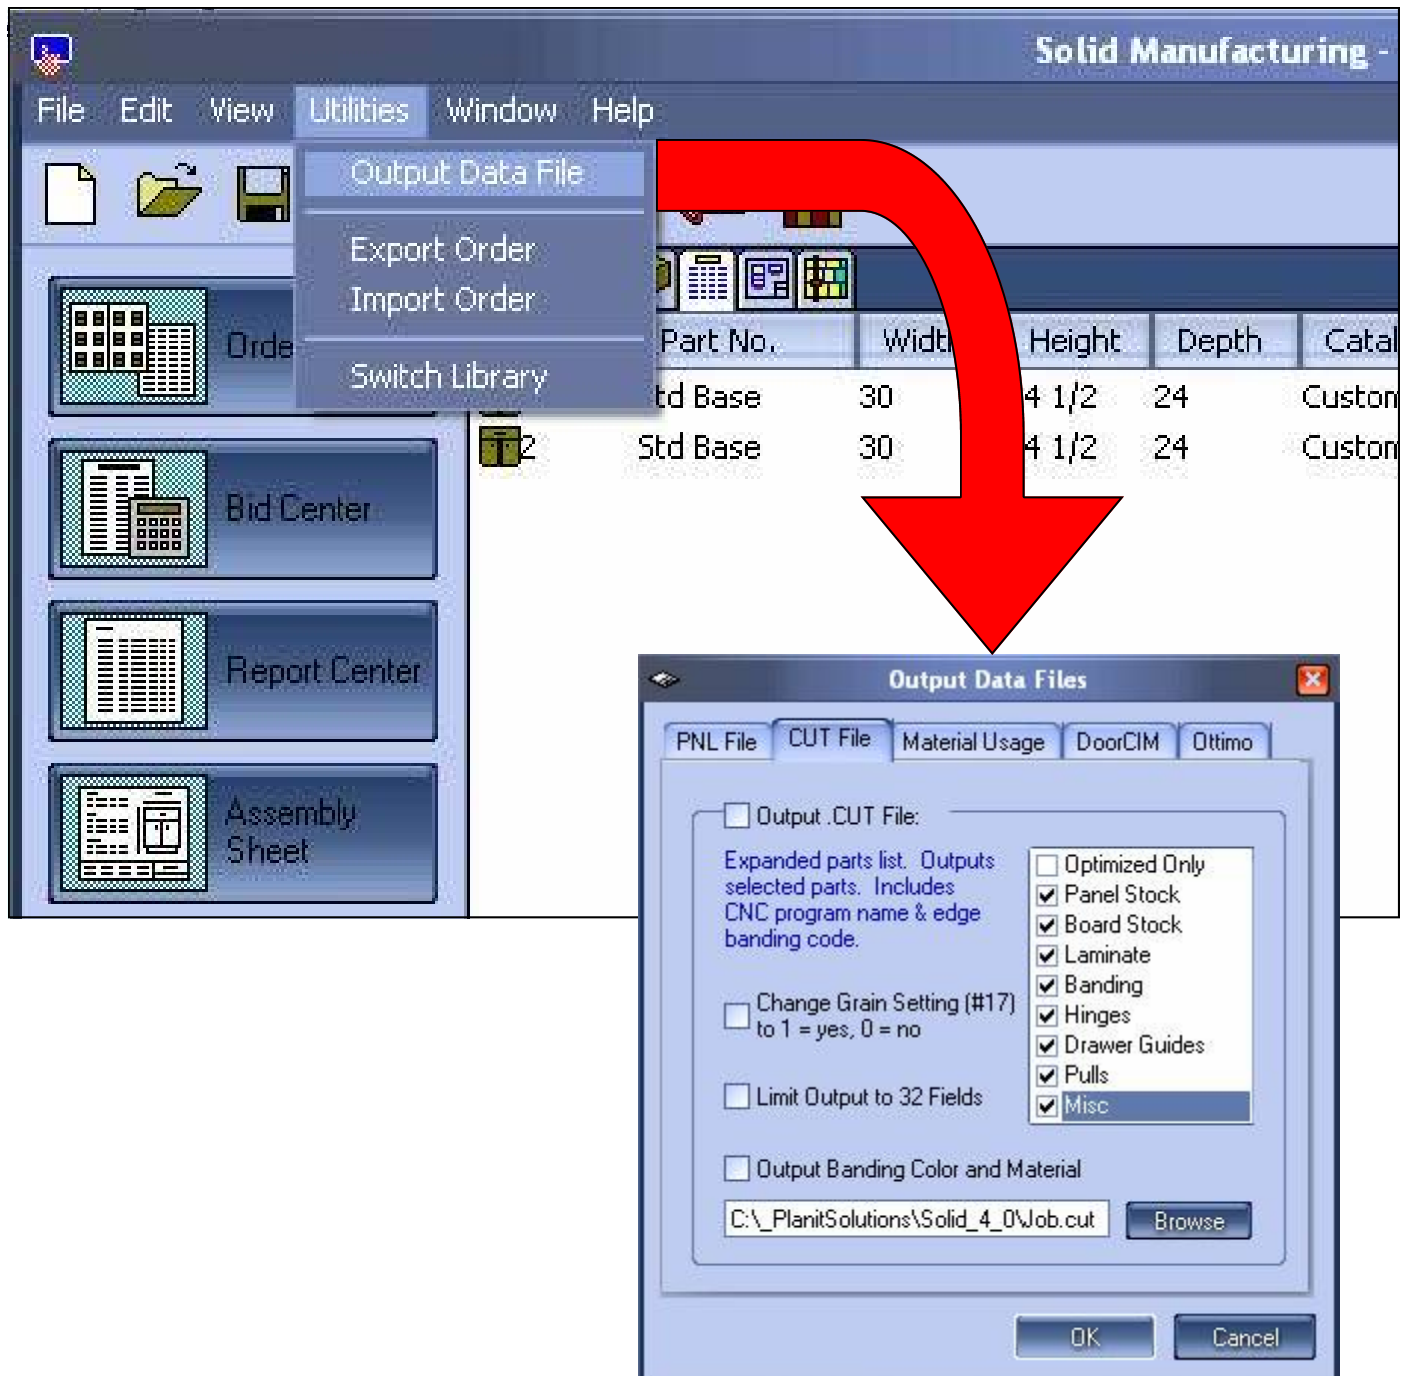 Solid Manufacturing -
File Edit View Utilities Window Help
Output Data File
Export Order
Import Order
Switch Library
Part No. Width Height Depth Catal
td Base 30 4 1/2 24 Custom
2 Std Base 30 4 1/2 24 Custom
Orde
Bid Center
Report Center
Assembly
Sheet
Output Data Files
PNL File CUT File Material Usage DoorCIM Ottimo
Output .CUT File:
Expanded parts list. Outputs
selected parts. Includes
CNC program name & edge
banding code.
Optimized Only
Panel Stock
Board Stock
Laminate
Banding
Hinges
Drawer Guides
Pulls
Misc
Change Grain Setting (#17)
to 1 = yes, 0 = no
Limit Output to 32 Fields
Output Banding Color and Material
C:\_PlanitSolutions\Solid_4_0\Job.cut Browse
OK Cancel